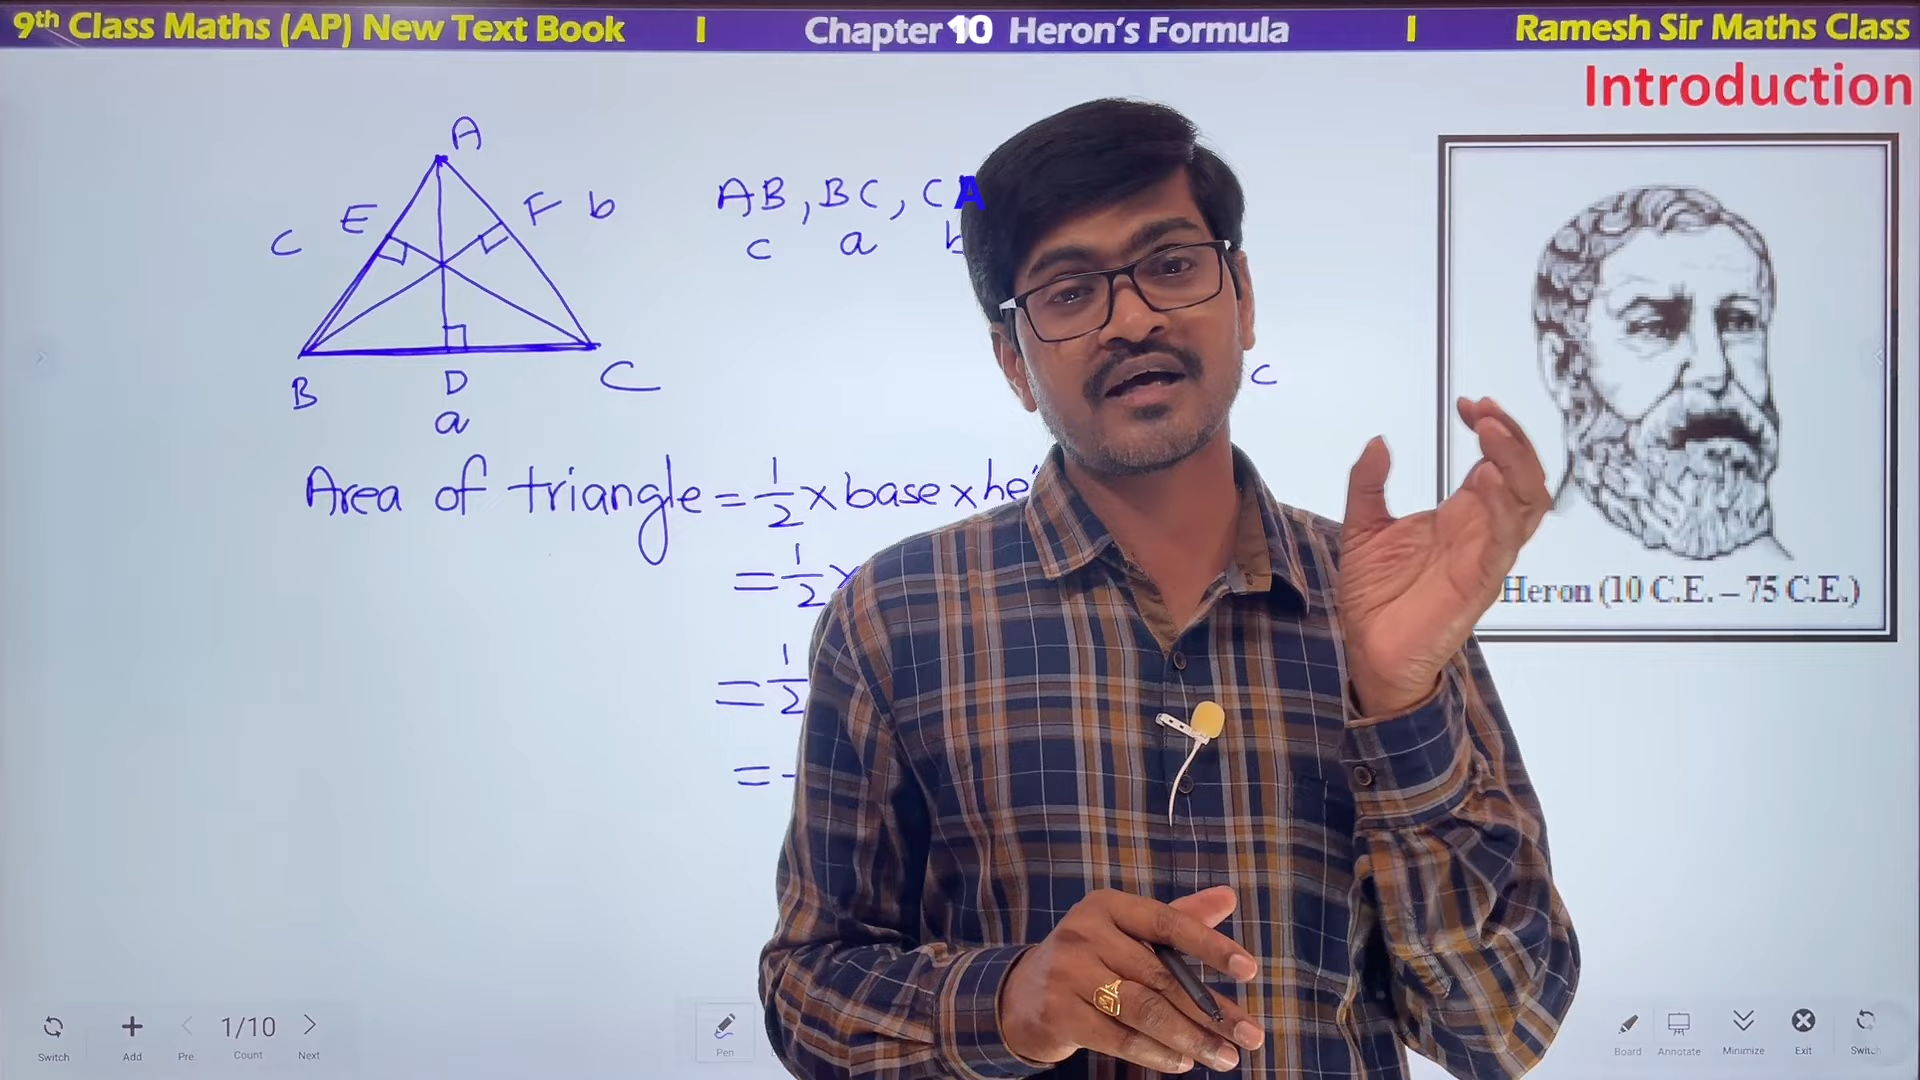 9th Class Maths (AP) New Text Book I Chapter 10 Heron's Formula I Ramesh Sir Maths Class
Introduction
A
E F b
c
AB, BC, CA
c a b
B D C
a
c
Area of triangle = 1/2 × base × hei
= 1/2 ×
= 1/2
=
Heron (10 C.E. – 75 C.E.)
Switch
Add
Pre
1/10
Count
Next
Pen
Board
Annotate
Minimize
Exit
Switch